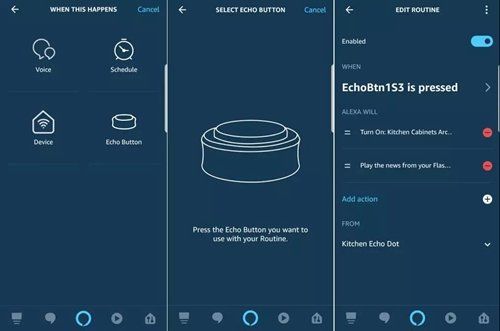 WHEN THIS HAPPENS
Cancel
Voice
Schedule
Device
Echo Button
SELECT ECHO BUTTON
Cancel
Press the Echo Button you want
to use with your Routine.
EDIT ROUTINE
Enabled
WHEN
EchoBtn1S3 is pressed
ALEXA WILL
Turn On: Kitchen Cabinets Arc..
Play the news from your Flas...
Add action
FROM
Kitchen Echo Dot